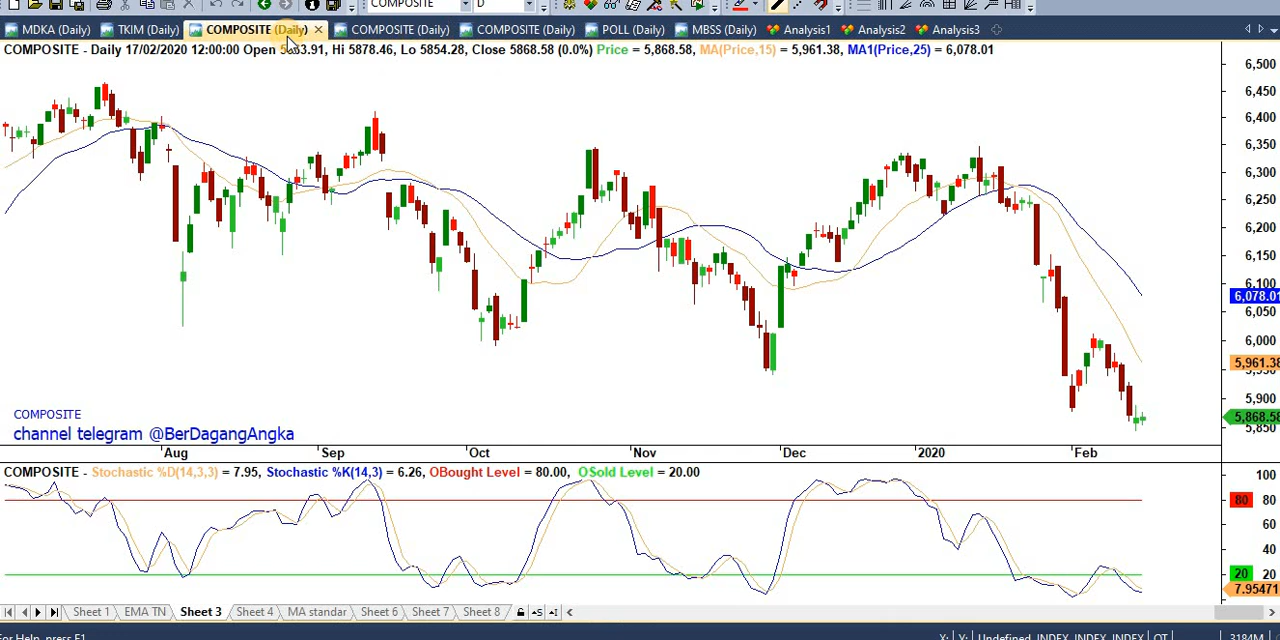 COMPOSITE D
MDKA (Daily) TKIM (Daily) COMPOSITE (Daily) COMPOSITE (Daily) COMPOSITE (Daily) POLL (Daily) MBSS (Daily) Analysis1 Analysis2 Analysis3
COMPOSITE - Daily 17/02/2020 12:00:00 Open 5863.91, Hi 5878.46, Lo 5854.28, Close 5868.58 (0.0%) Price = 5,868.58, MA(Price,15) = 5,961.38, MA1(Price,25) = 6,078.01
6,500
6,450
6,400
6,350
6,300
6,250
6,200
6,150
6,100
6,078.01
6,050
6,000
5,961.38
5,950
5,900
5,868.58
5,850
COMPOSITE
channel telegram @BerDagangAngka
Aug Sep Oct Nov Dec 2020 Feb
COMPOSITE - Stochastic %D(14,3,3) = 7.95, Stochastic %K(14,3) = 6.26, OBought Level = 80.00, OSold Level = 20.00
100
80 80
60
40
20 20
7.95471
Sheet 1 EMA TN Sheet 3 Sheet 4 MA standar Sheet 6 Sheet 7 Sheet 8
For Help, press F1 X: Y: Undefined INDEX, INDEX, INDEX OT 3184M